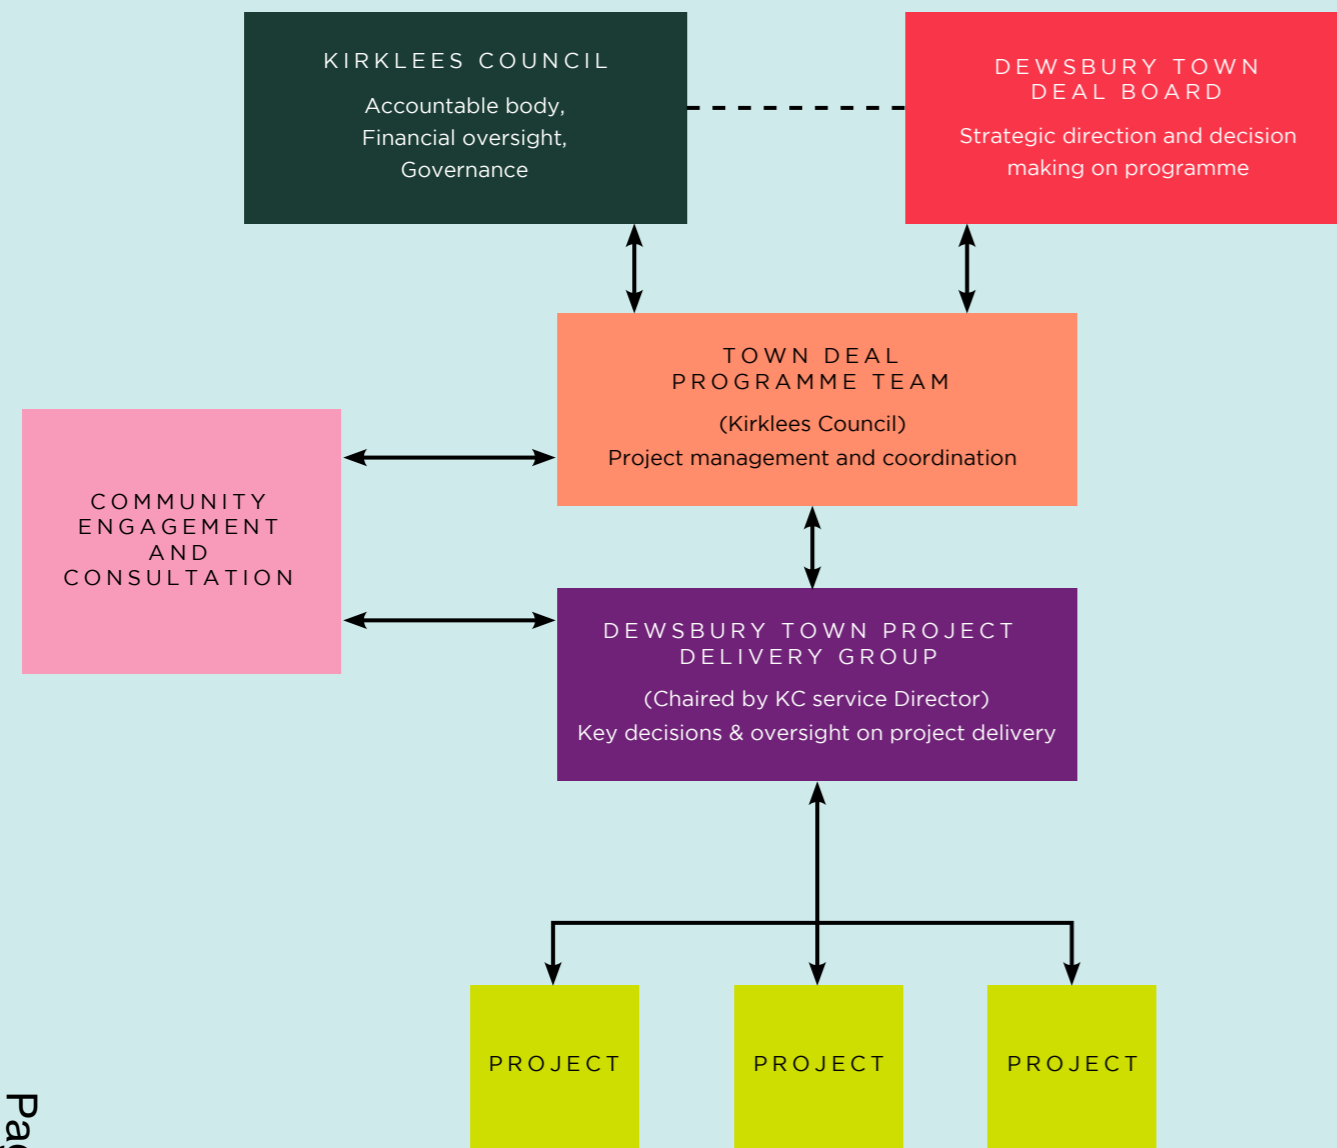 KIRKLEES COUNCIL
Accountable body,
Financial oversight,
Governance
DEWSBURY TOWN
DEAL BOARD
Strategic direction and decision
making on programme
TOWN DEAL
PROGRAMME TEAM
(Kirklees Council)
Project management and coordination
COMMUNITY
ENGAGEMENT
AND
CONSULTATION
DEWSBURY TOWN PROJECT
DELIVERY GROUP
(Chaired by KC service Director)
Key decisions & oversight on project delivery
PROJECT
PROJECT
PROJECT